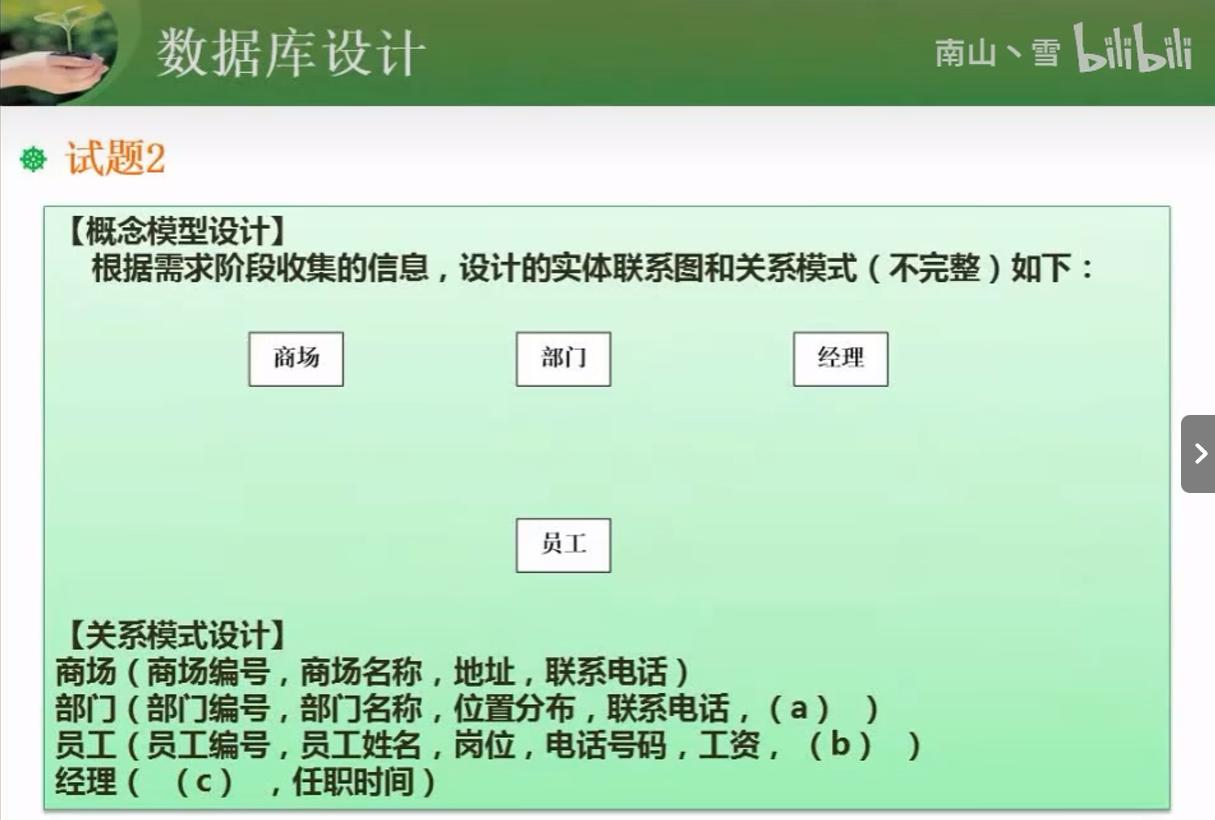 数据库设计
南山丶雪 bilibili
试题2
【概念模型设计】
根据需求阶段收集的信息，设计的实体联系图和关系模式（不完整）如下：
商场 部门 经理
员工
【关系模式设计】
商场（商场编号，商场名称，地址，联系电话）
部门（部门编号，部门名称，位置分布，联系电话，（a） ）
员工（员工编号，员工姓名，岗位，电话号码，工资，（b） ）
经理（ （c） ，任职时间）